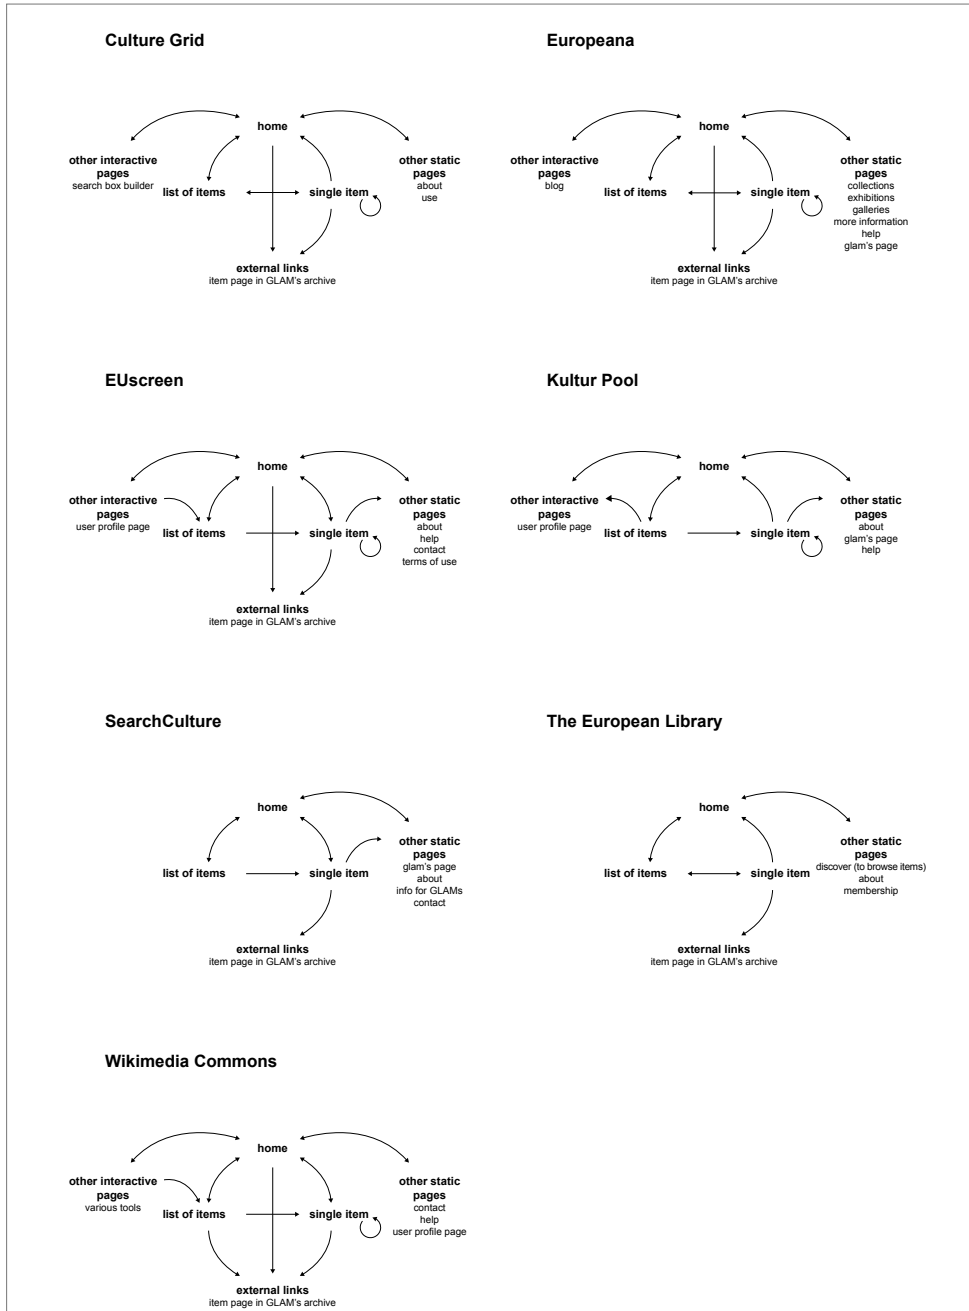 Culture Grid
home
other interactive
pages
search box builder
list of items
single item
other static
pages
about
use
external links
item page in GLAM's archive
Europeana
home
other interactive
pages
blog
list of items
single item
other static
pages
collections
exhibitions
galleries
more information
help
glam's page
external links
item page in GLAM's archive
EUscreen
home
other interactive
pages
user profile page
list of items
single item
other static
pages
about
help
contact
terms of use
external links
item page in GLAM's archive
Kultur Pool
home
other interactive
pages
user profile page
list of items
single item
other static
pages
about
glam's page
help
SearchCulture
home
list of items
single item
other static
pages
glam's page
about
info for GLAMs
contact
external links
item page in GLAM's archive
The European Library
home
list of items
single item
other static
pages
discover (to browse items)
about
membership
external links
item page in GLAM's archive
Wikimedia Commons
home
other interactive
pages
various tools
list of items
single item
other static
pages
contact
help
user profile page
external links
item page in GLAM's archive